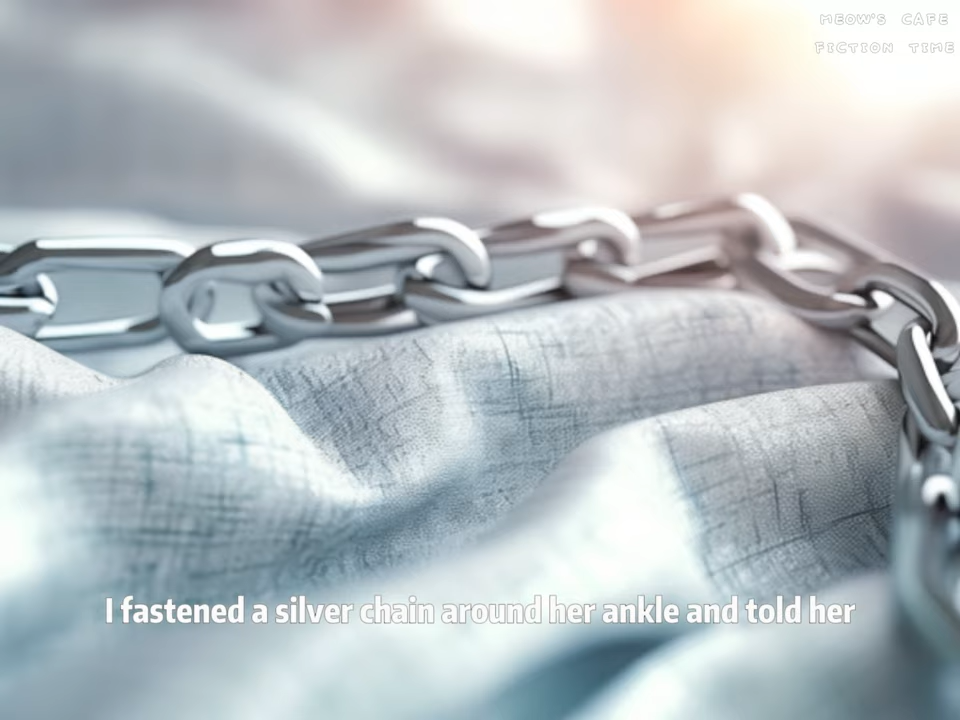 MEOW'S CAFE
FICTION TIME
I fastened a silver chain around her ankle and told her